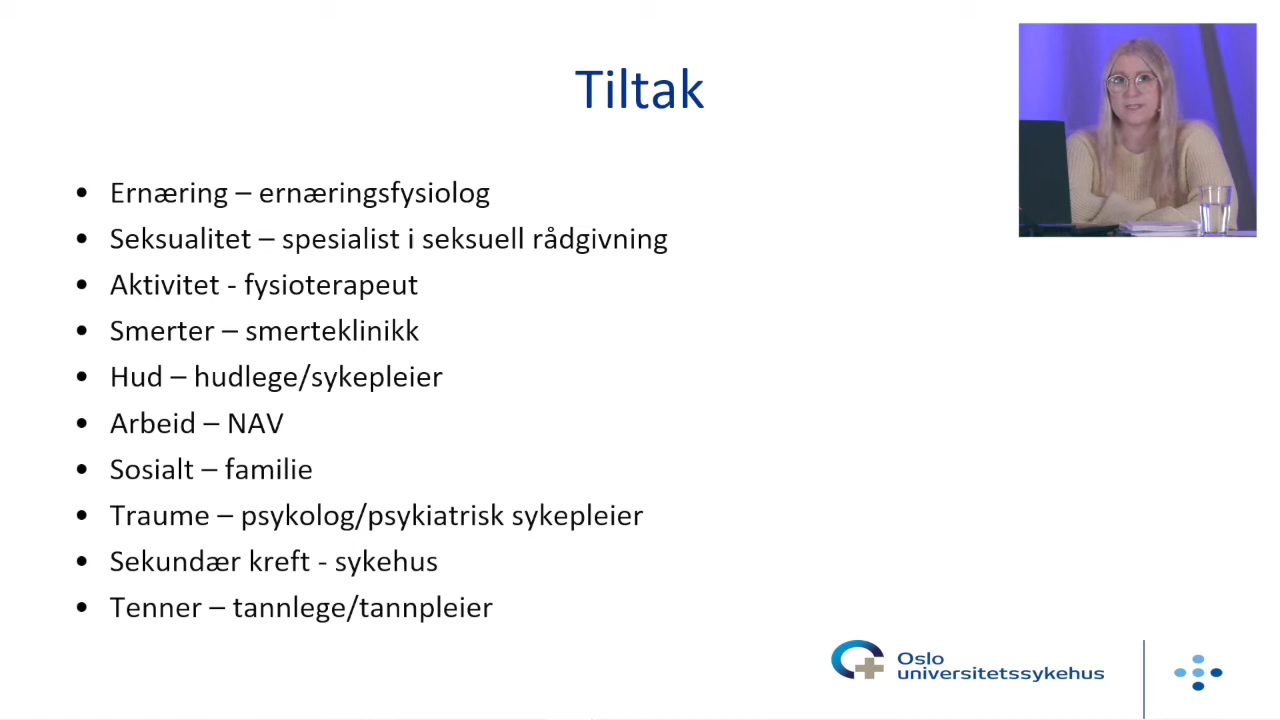 Tiltak
• Ernæring – ernæringsfysiolog
• Seksualitet – spesialist i seksuell rådgivning
• Aktivitet - fysioterapeut
• Smerter – smerteklinikk
• Hud – hudlege/sykepleier
• Arbeid – NAV
• Sosialt – familie
• Traume – psykolog/psykiatrisk sykepleier
• Sekundær kreft - sykehus
• Tenner – tannlege/tannpleier
Oslo
universitetssykehus